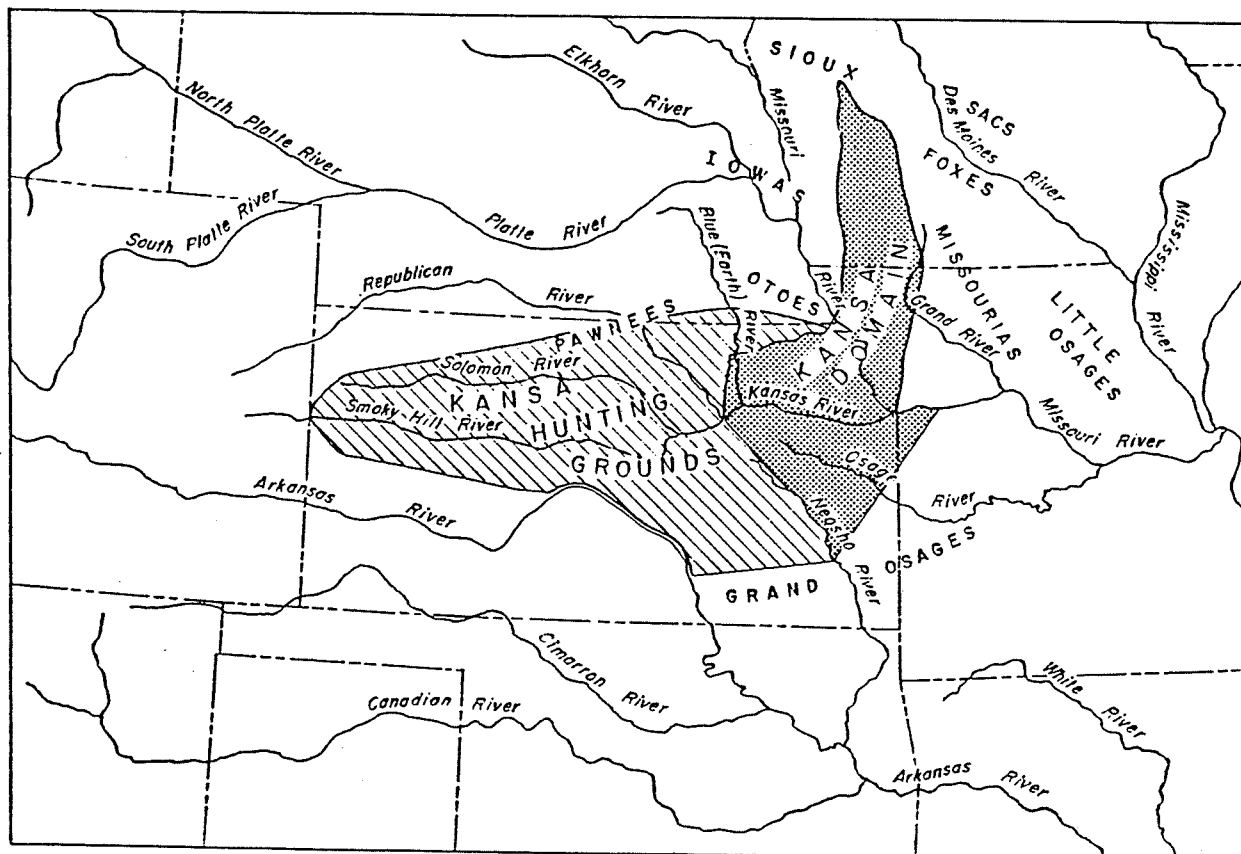 SIOUX
Elkhorn River
Missouri
North Platte River
SACS
Des Moines River
FOXES
IOWAS
Mississippi River
South Platte River
Platte River
Blue (Earth) River
Republican River
OTOES
River
KANSA DOMAIN
MISSOURIAS
Grand River
LITTLE OSAGES
PAWNEES
Solomon River
KANSA
HUNTING
GROUNDS
Smoky Hill River
Kansas River
Missouri River
Osage River
Arkansas River
Neosho River
GRAND OSAGES
Cimarron River
Canadian River
White River
Arkansas River